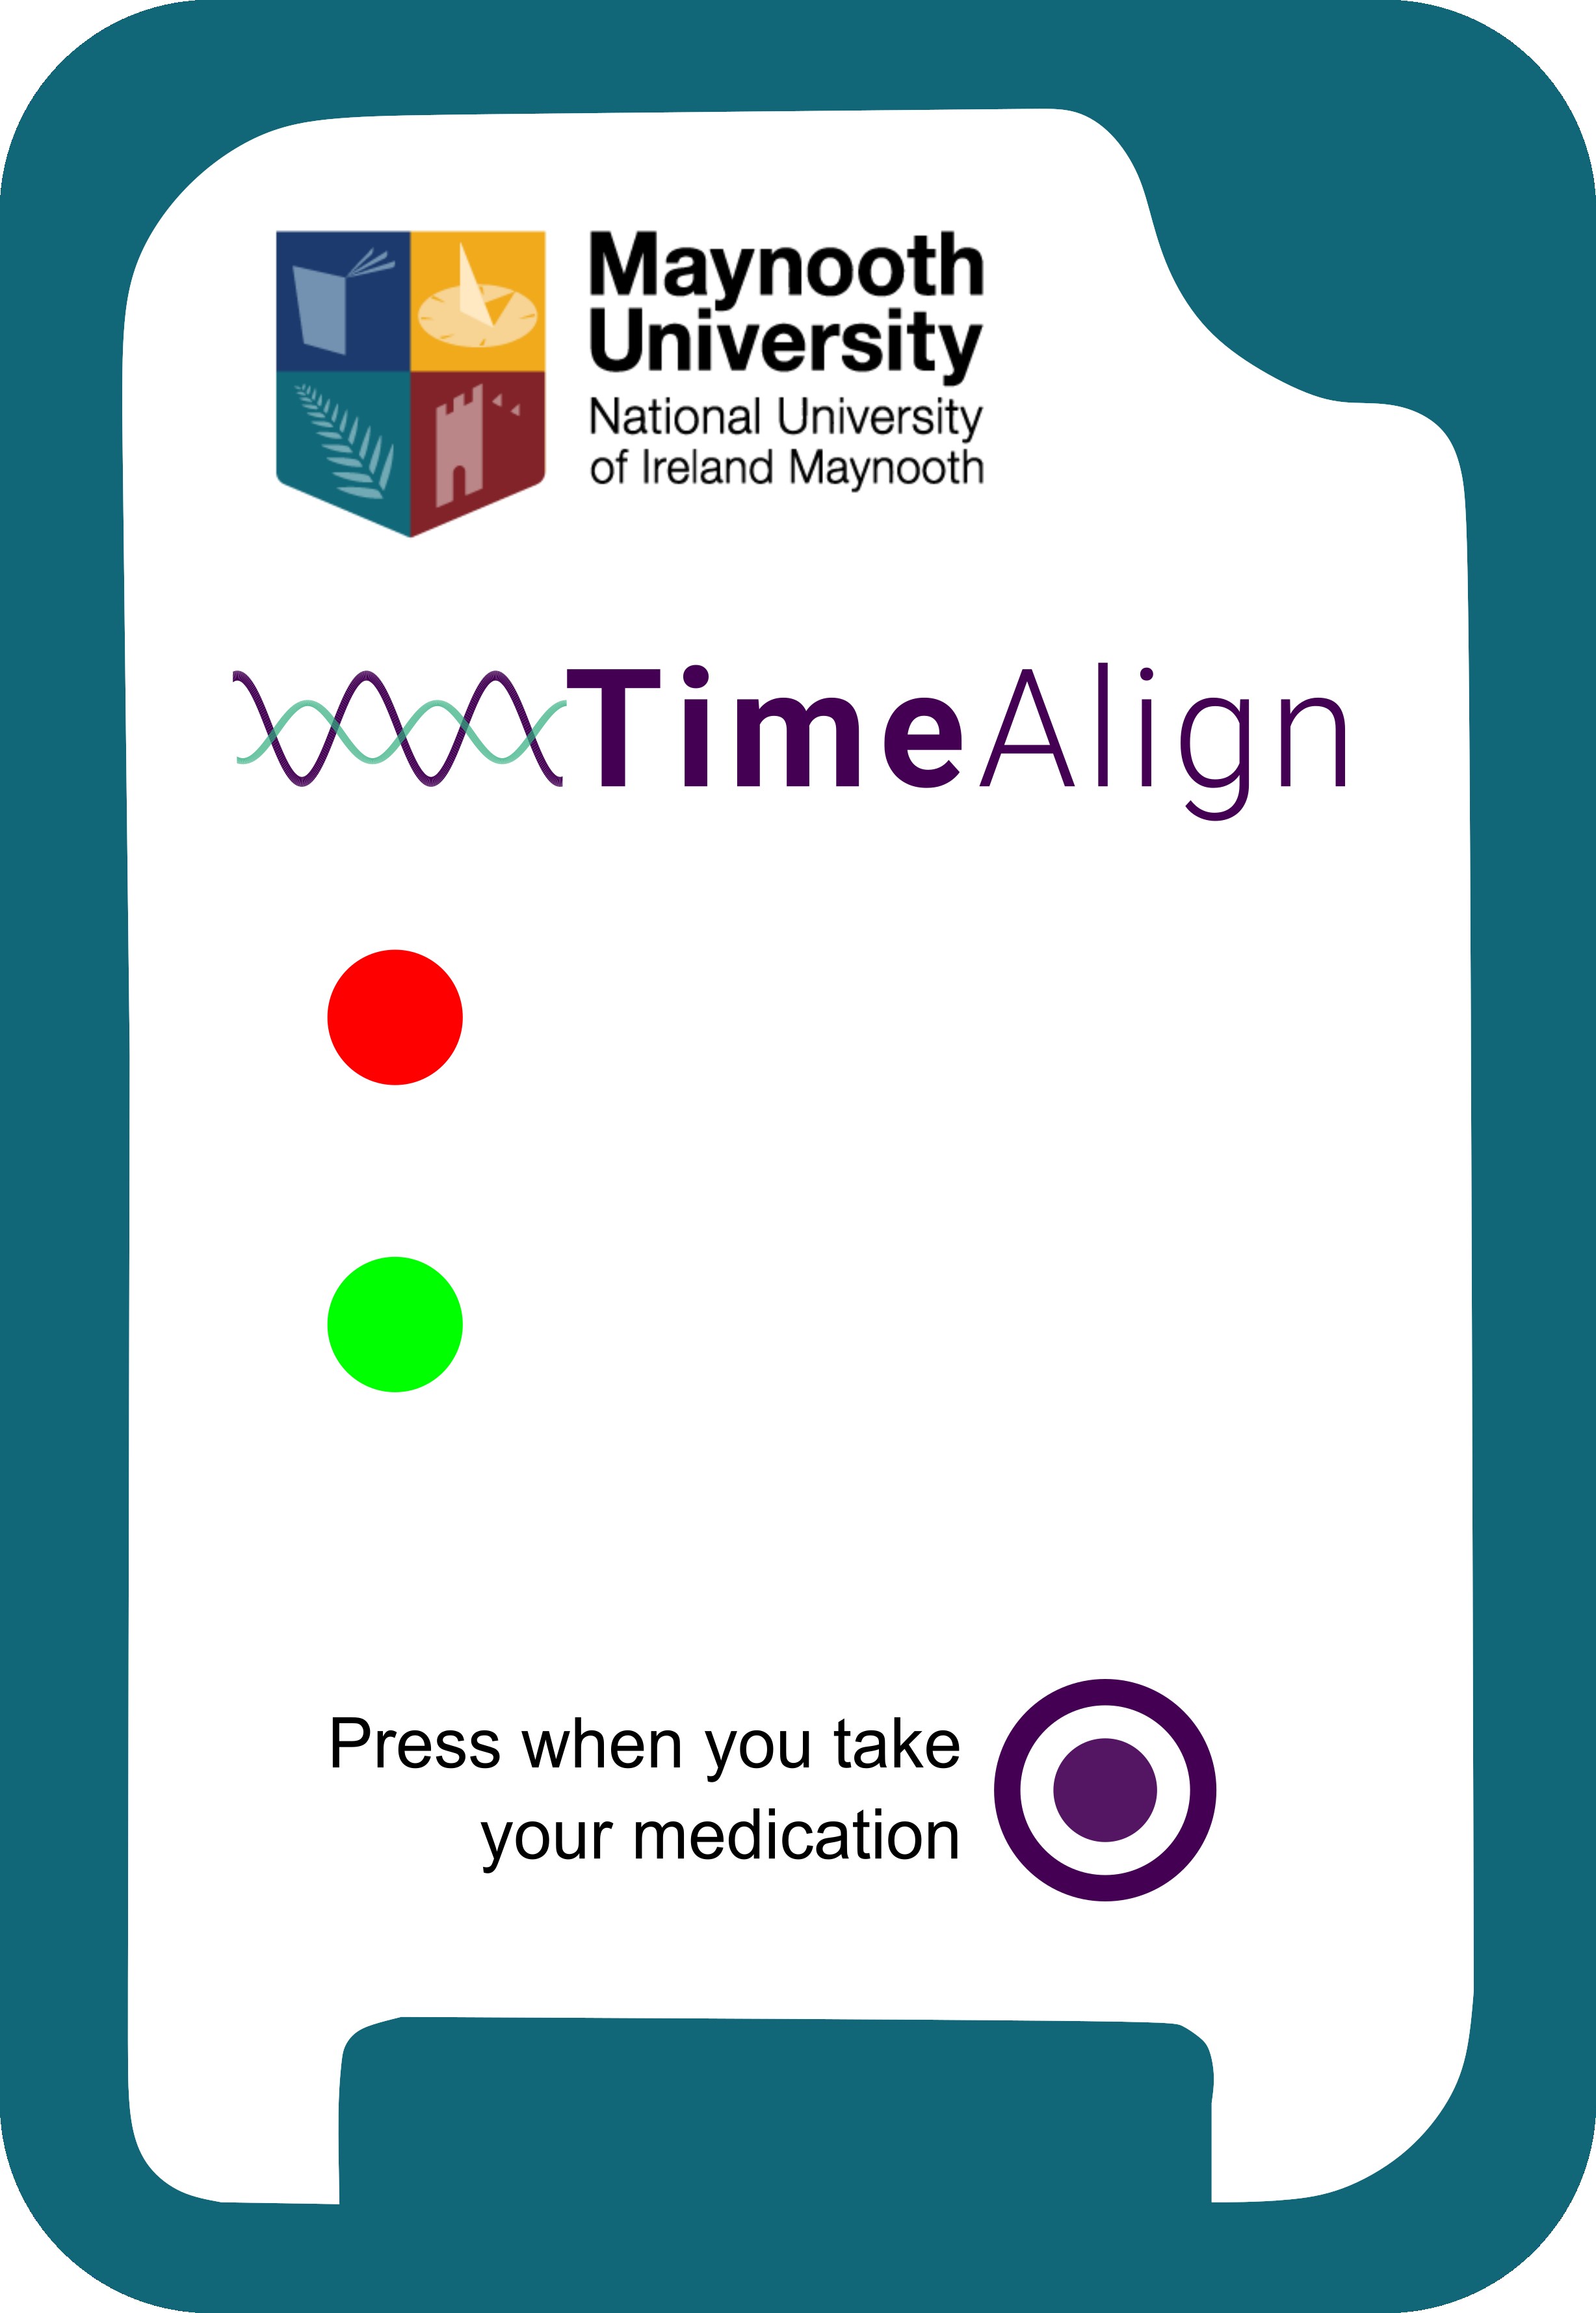 Maynooth
University
National University
of Ireland Maynooth
TimeAlign
Press when you take
your medication